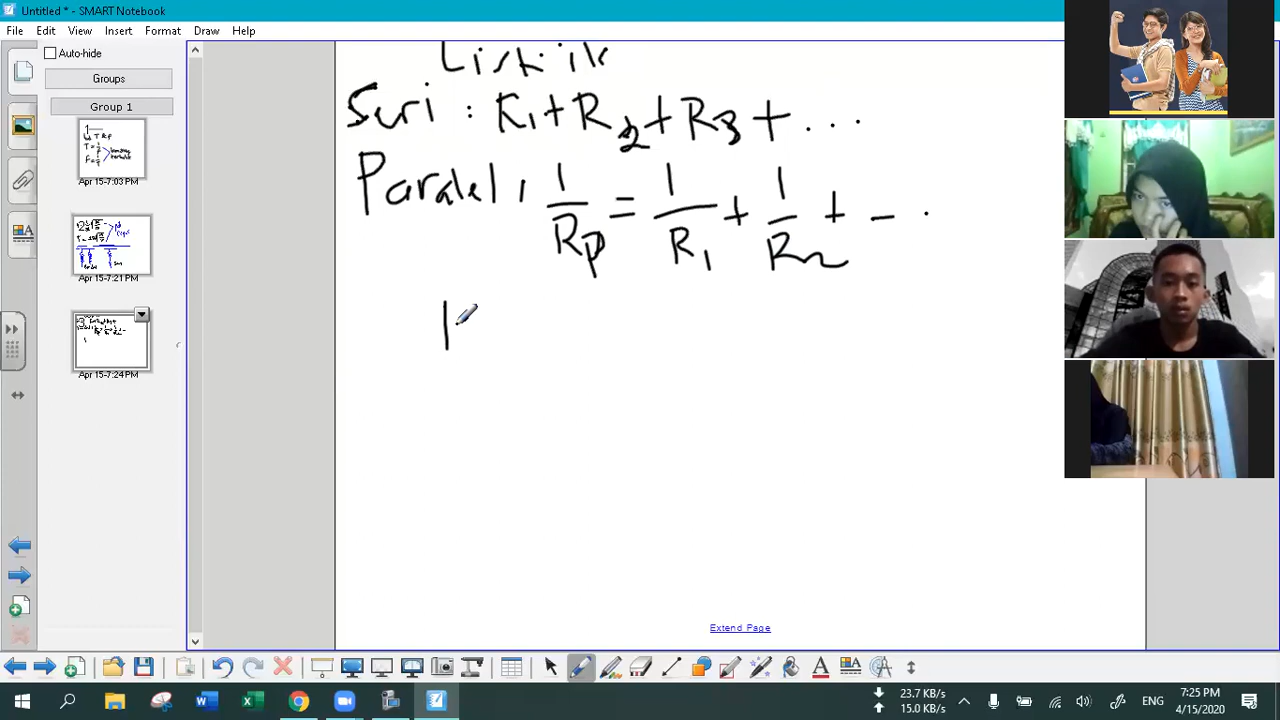 Untitled * - SMART Notebook
File Edit View Insert Format Draw Help
Auto-hide
Groups
Group 1
Apr 15-7:03 PM
Apr 15-7:21 PM
Apr 15-7:24 PM
Listrik
Seri : R1 + R2 + R3 + ...
Paralel : 1/Rp = 1/R1 + 1/R2 + - .
Extend Page
23.7 KB/s
15.0 KB/s
ENG
7:25 PM
4/15/2020